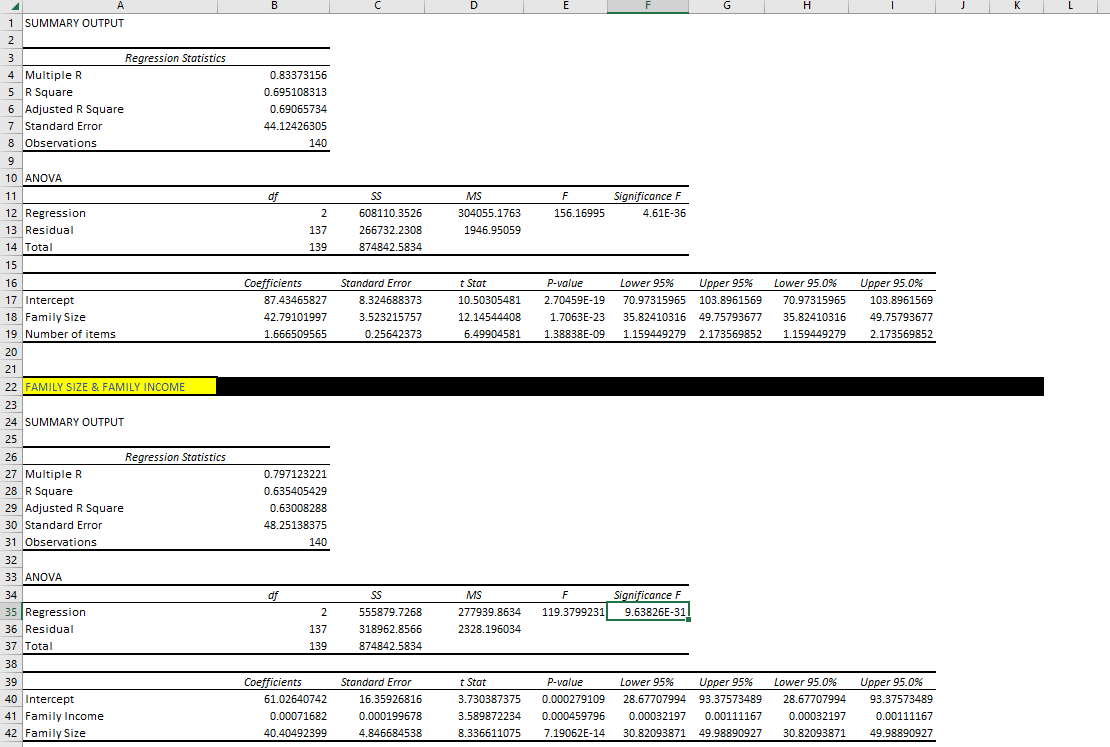 A B C D E F G H I J K L
1 SUMMARY OUTPUT
2
3 Regression Statistics
4 Multiple R 0.83373156
5 R Square 0.695108313
6 Adjusted R Square 0.69065734
7 Standard Error 44.12426305
8 Observations 140
9
10 ANOVA
11 df SS MS F Significance F
12 Regression 2 608110.3526 304055.1763 156.16995 4.61E-36
13 Residual 137 266732.2308 1946.95059
14 Total 139 874842.5834
15
16 Coefficients Standard Error t Stat P-value Lower 95% Upper 95% Lower 95.0% Upper 95.0%
17 Intercept 87.43465827 8.324688373 10.50305481 2.70459E-19 70.97315965 103.8961569 70.97315965 103.8961569
18 Family Size 42.79101997 3.523215757 12.14544408 1.7063E-23 35.82410316 49.75793677 35.82410316 49.75793677
19 Number of items 1.666509565 0.25642373 6.49904581 1.38838E-09 1.159449279 2.173569852 1.159449279 2.173569852
20
21
22 FAMILY SIZE & FAMILY INCOME
23
24 SUMMARY OUTPUT
25
26 Regression Statistics
27 Multiple R 0.797123221
28 R Square 0.635405429
29 Adjusted R Square 0.63008288
30 Standard Error 48.25138375
31 Observations 140
32
33 ANOVA
34 df SS MS F Significance F
35 Regression 2 555879.7268 277939.8634 119.3799231 9.63826E-31
36 Residual 137 318962.8566 2328.196034
37 Total 139 874842.5834
38
39 Coefficients Standard Error t Stat P-value Lower 95% Upper 95% Lower 95.0% Upper 95.0%
40 Intercept 61.02640742 16.35926816 3.730387375 0.000279109 28.67707994 93.37573489 28.67707994 93.37573489
41 Family Income 0.00071682 0.000199678 3.589872234 0.000459796 0.00032197 0.00111167 0.00032197 0.00111167
42 Family Size 40.40492399 4.846684538 8.336611075 7.19062E-14 30.82093871 49.98890927 30.82093871 49.98890927